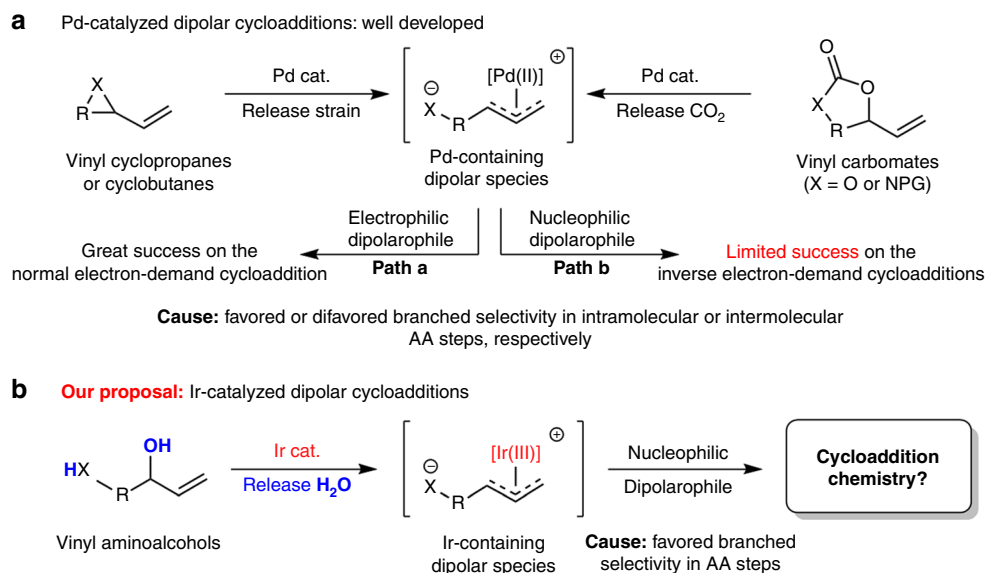 a Pd-catalyzed dipolar cycloadditions: well developed
X
R
Vinyl cyclopropanes
or cyclobutanes
Pd cat.
Release strain
⊖
X
R
[Pd(II)]
⊕
Pd-containing
dipolar species
Pd cat.
Release CO2
O
O
X
R
Vinyl carbomates
(X = O or NPG)
Electrophilic
dipolarophile
Path a
Great success on the
normal electron-demand cycloaddition
Nucleophilic
dipolarophile
Path b
Limited success on the
inverse electron-demand cycloadditions
Cause: favored or difavored branched selectivity in intramolecular or intermolecular
AA steps, respectively
b Our proposal: Ir-catalyzed dipolar cycloadditions
OH
HX
R
Vinyl aminoalcohols
Ir cat.
Release H2O
⊖
X
R
[Ir(III)]
⊕
Ir-containing
dipolar species
Nucleophilic
Dipolarophile
Cause: favored branched
selectivity in AA steps
Cycloaddition
chemistry?